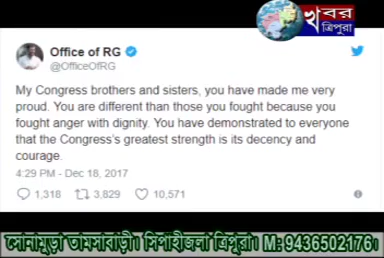 খবর
ত্রিপুরা
Office of RG
@OfficeOfRG
My Congress brothers and sisters, you have made me very
proud. You are different than those you fought because you
fought anger with dignity. You have demonstrated to everyone
that the Congress's greatest strength is its decency and
courage.
4:29 PM - Dec 18, 2017
1,318 3,829 10,571
সোনামুড়া তামসাবাড়ী। সিপাহীজলা ত্রিপুরা। M: 9436502176।